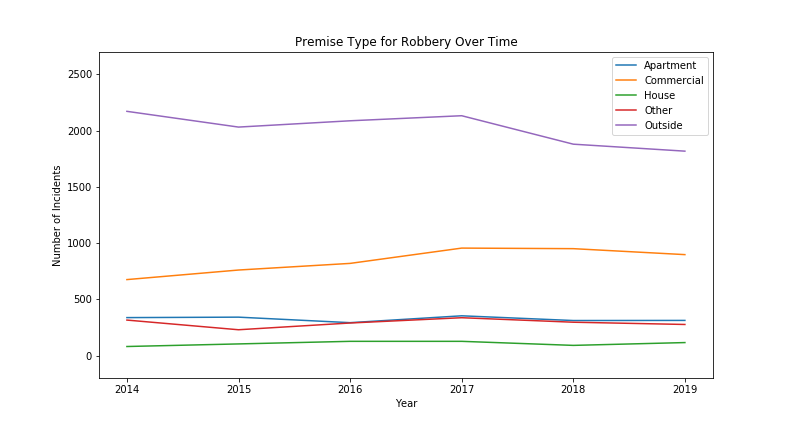 Premise Type for Robbery Over Time
Apartment
Commercial
House
Other
Outside
2500
2000
1500
1000
500
0
Number of Incidents
2014 2015 2016 2017 2018 2019
Year